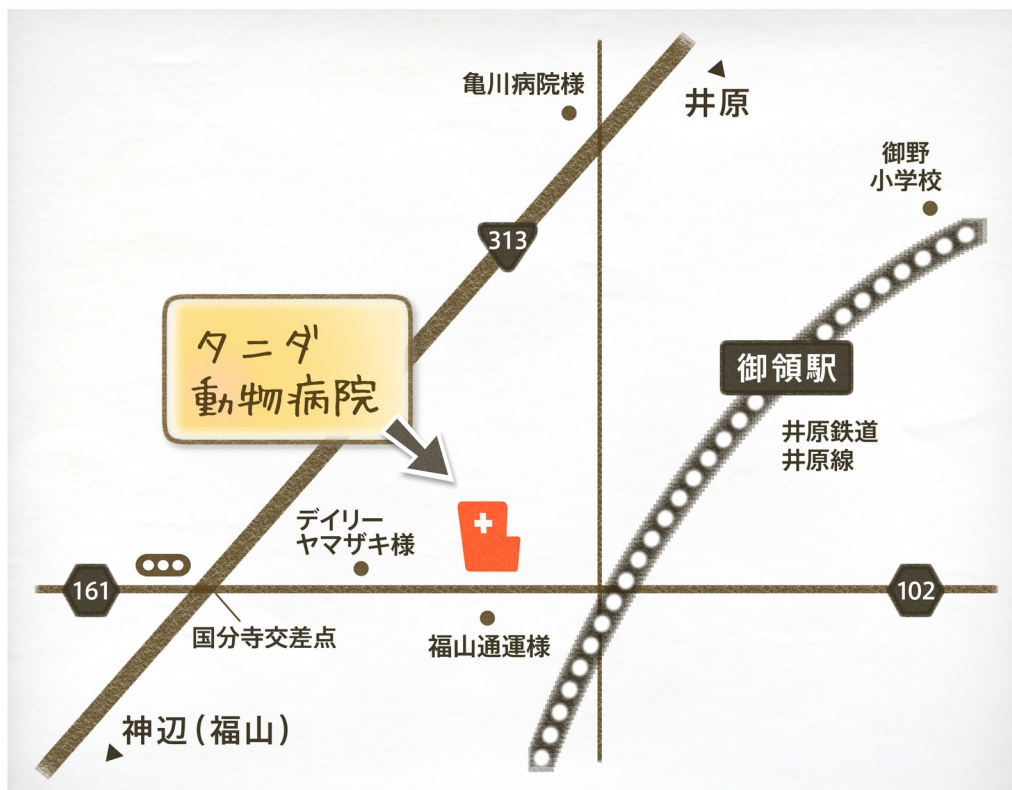 亀川病院様
井原
御野
小学校
313
タニダ
動物病院
御領駅
井原鉄道
井原線
デイリー
ヤマザキ様
161
102
国分寺交差点
福山通運様
神辺(福山)